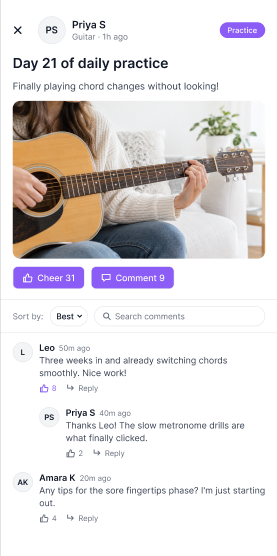 PS
Priya S
Guitar · 1h ago
Practice
Day 21 of daily practice
Finally playing chord changes without looking!
Cheer 31
Comment 9
Sort by:
Best
Search comments
L
Leo 50m ago
Three weeks in and already switching chords
smoothly. Nice work!
8
Reply
PS
Priya S 40m ago
Thanks Leo! The slow metronome drills are
what finally clicked.
2
Reply
AK
Amara K 20m ago
Any tips for the sore fingertips phase? I'm just starting
out.
4
Reply